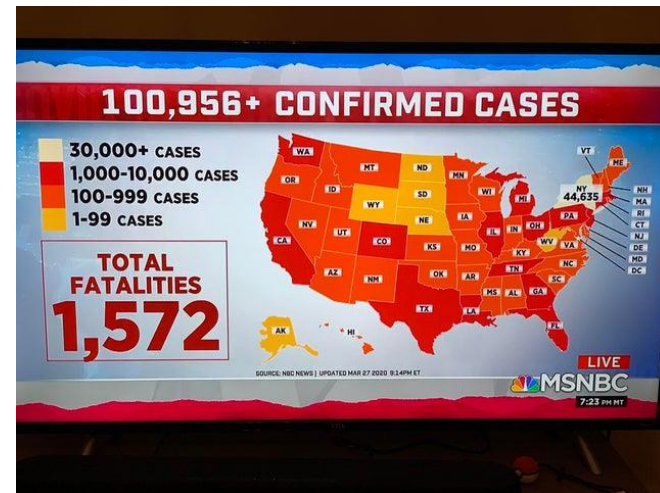 100,956+ CONFIRMED CASES
30,000+ CASES
1,000-10,000 CASES
100-999 CASES
1-99 CASES
TOTAL
FATALITIES
1,572
WA
OR
CA
ID
NV
MT
WY
UT
AZ
CO
NM
ND
SD
NE
KS
OK
TX
MN
IA
MO
AR
LA
WI
IL
MS
MI
IN
KY
TN
AL
OH
WV
GA
FL
SC
NC
VA
PA
NY
44,635
VT
ME
NH
MA
RI
CT
NJ
DE
MD
DC
AK
HI
SOURCE: NBC NEWS | UPDATED MAR 27 2020 9:14PM ET
LIVE
MSNBC
7:23 PM MT
TCL